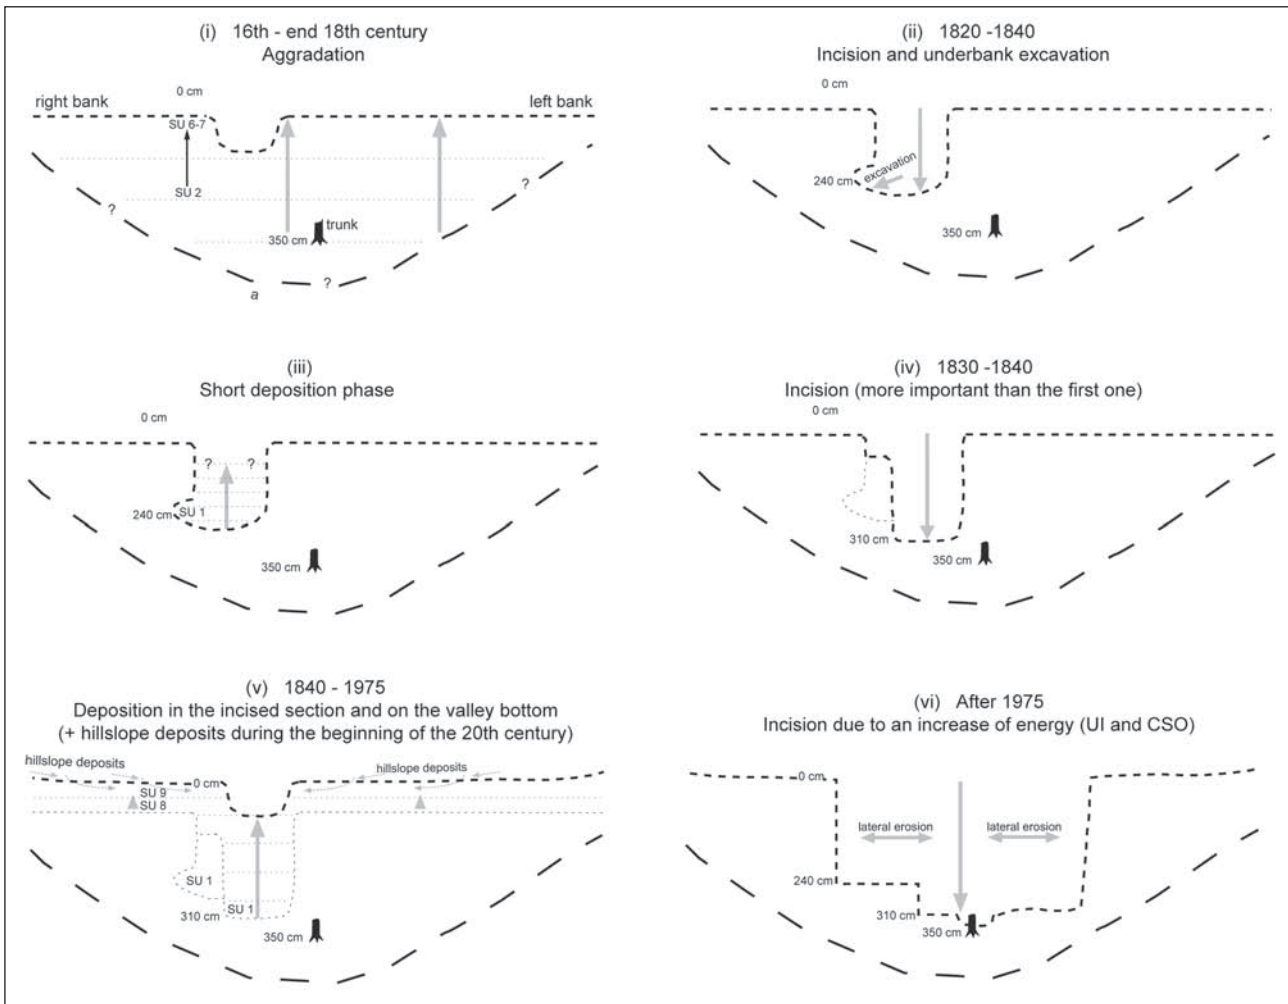 (i) 16th - end 18th century
Aggradation
0 cm
right bank
left bank
SU 6-7
SU 2
?
?
trunk
350 cm
?
a
(ii) 1820 -1840
Incision and underbank excavation
0 cm
excavation
240 cm
350 cm
(iii)
Short deposition phase
0 cm
? ?
240 cm
SU 1
350 cm
(iv) 1830 -1840
Incision (more important than the first one)
0 cm
310 cm
350 cm
(v) 1840 - 1975
Deposition in the incised section and on the valley bottom
(+ hillslope deposits during the beginning of the 20th century)
hillslope deposits
hillslope deposits
0 cm
SU 9
SU 8
SU 1
SU 1
310 cm
350 cm
(vi) After 1975
Incision due to an increase of energy (UI and CSO)
0 cm
lateral erosion
lateral erosion
240 cm
310 cm
350 cm